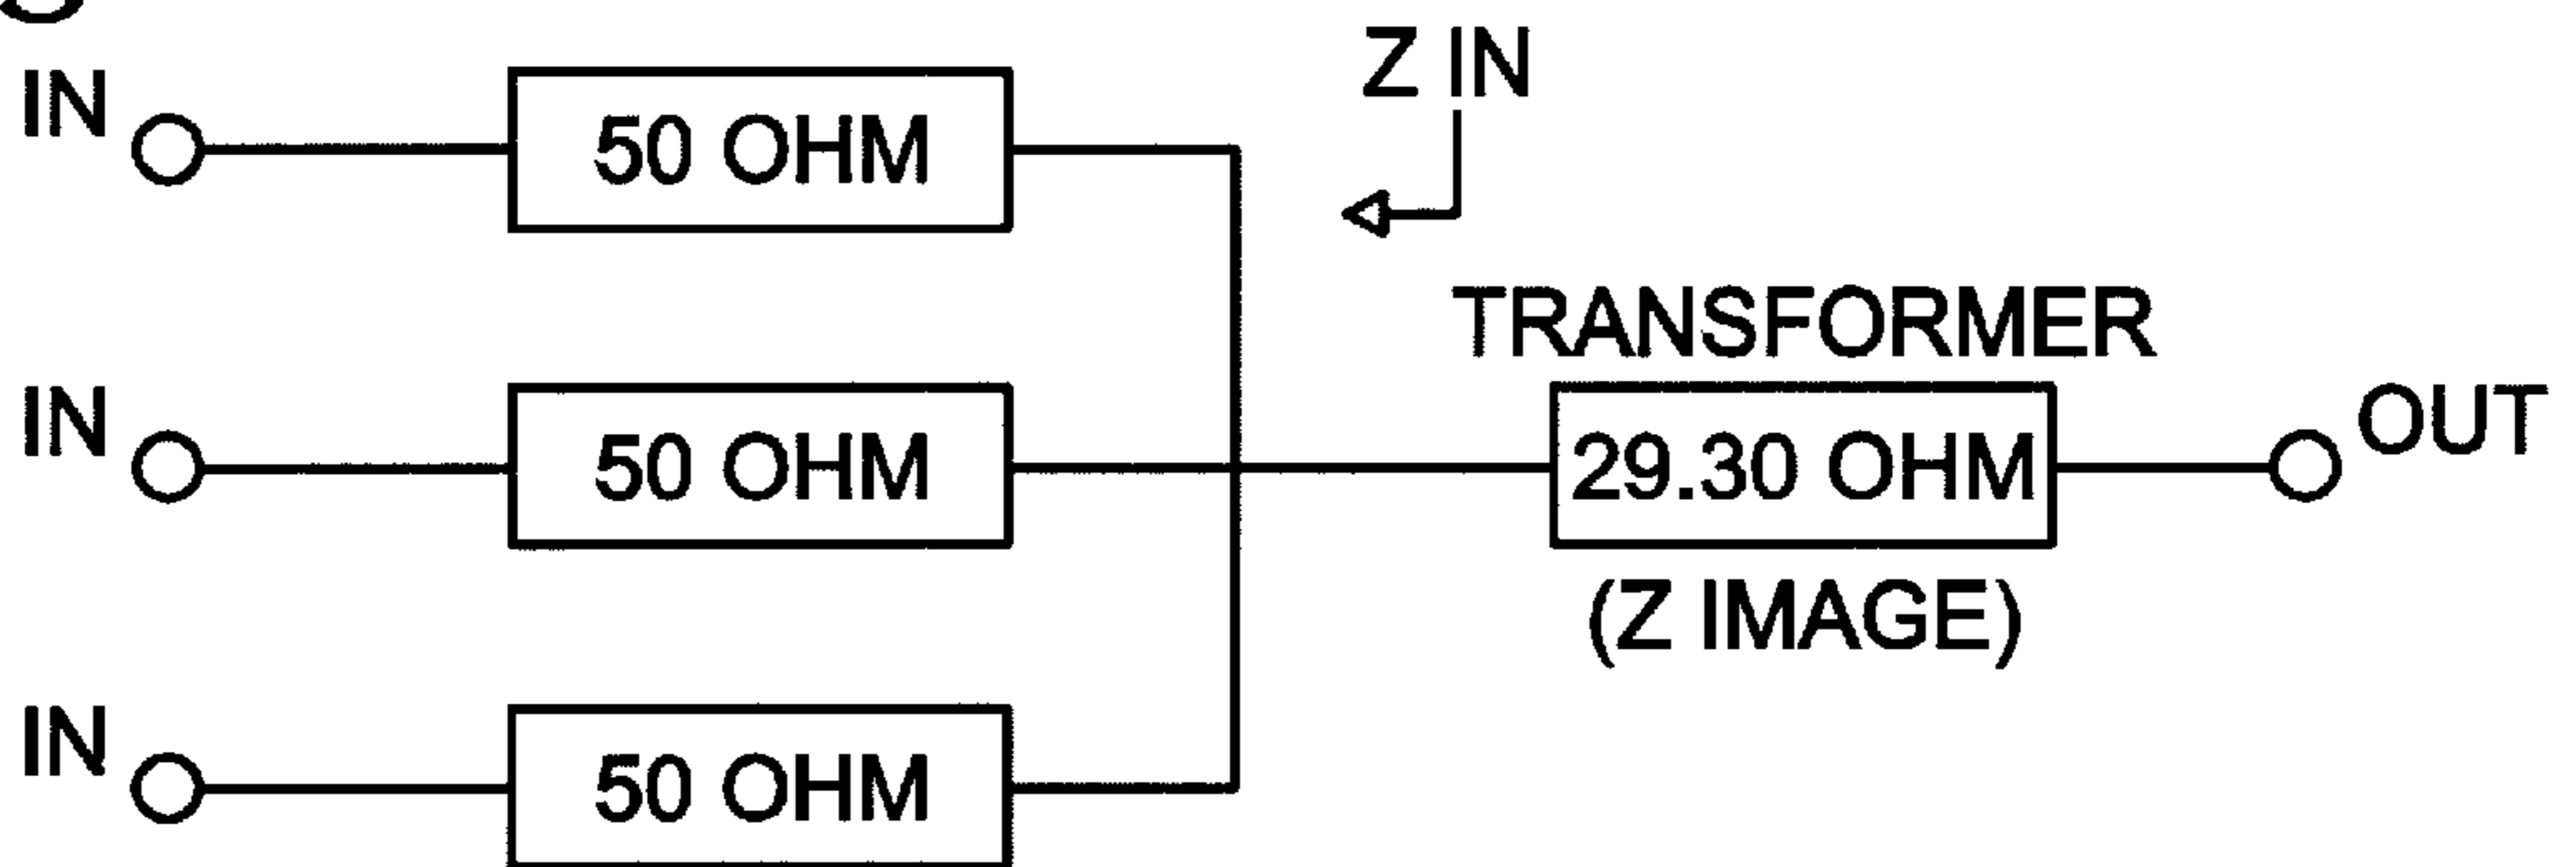 IN
50 OHM
Z IN
IN
50 OHM
TRANSFORMER
29.30 OHM
(Z IMAGE)
OUT
IN
50 OHM